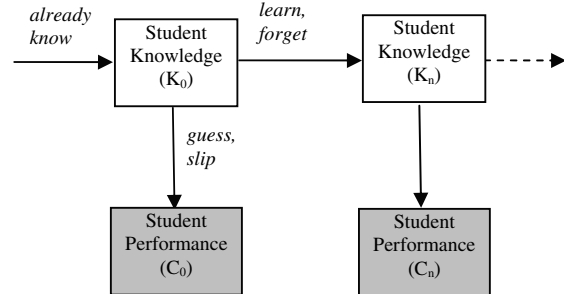 already
know
Student
Knowledge
(K₀)
learn,
forget
Student
Knowledge
(Kₙ)
guess,
slip
Student
Performance
(C₀)
Student
Performance
(Cₙ)